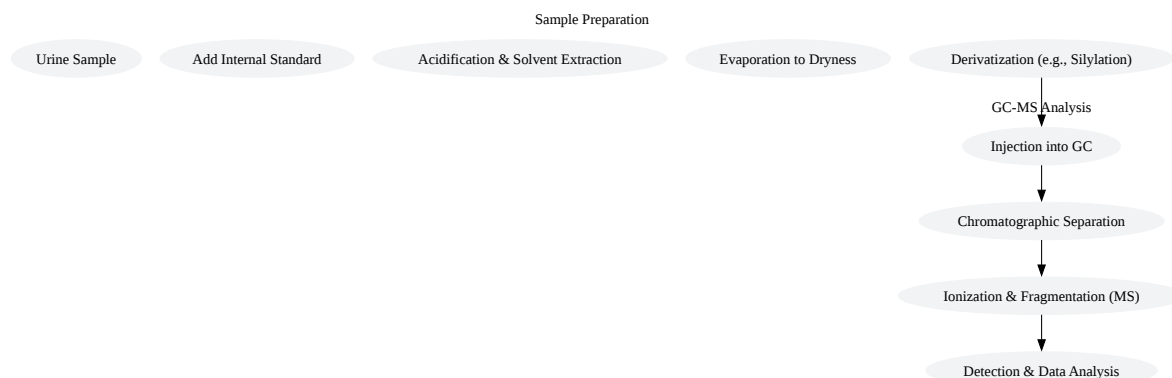 Sample Preparation
Urine Sample
Add Internal Standard
Acidification & Solvent Extraction
Evaporation to Dryness
Derivatization (e.g., Silylation)
GC-MS Analysis
Injection into GC
Chromatographic Separation
Ionization & Fragmentation (MS)
Detection & Data Analysis